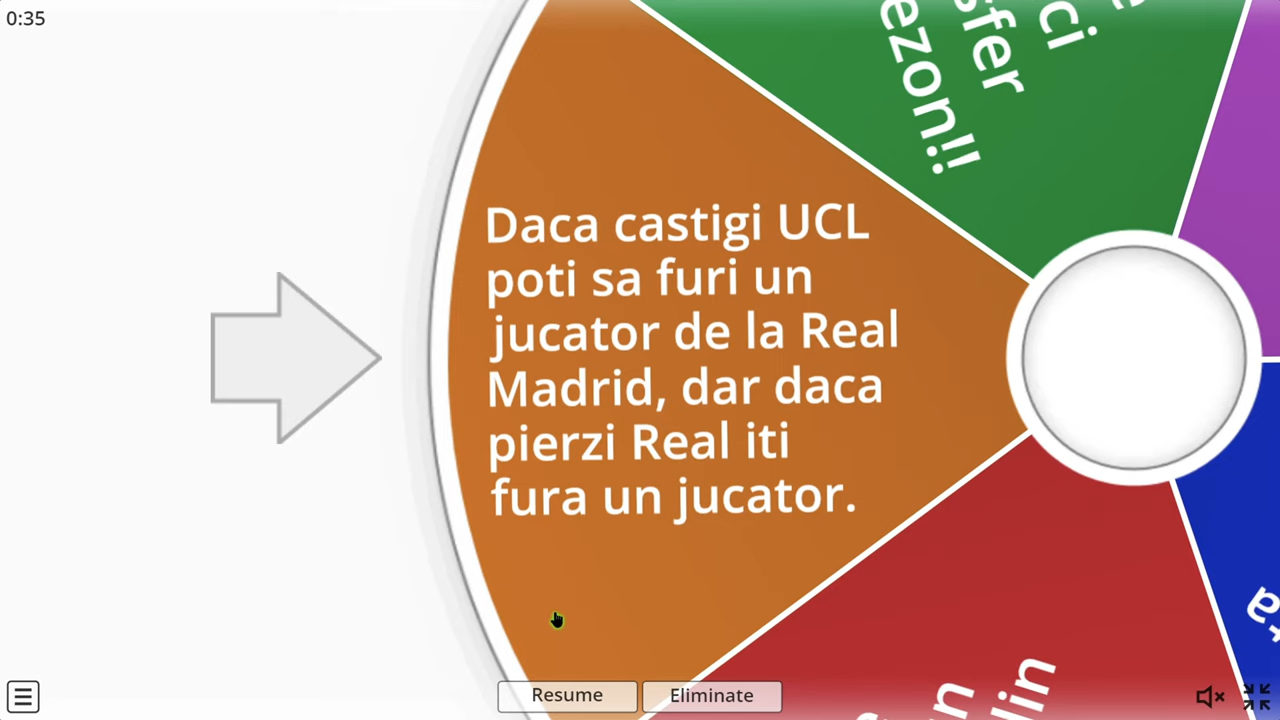 0:35
Daca castigi UCL
poti sa furi un
jucator de la Real
Madrid, dar daca
pierzi Real iti
fura un jucator.
Resume
Eliminate